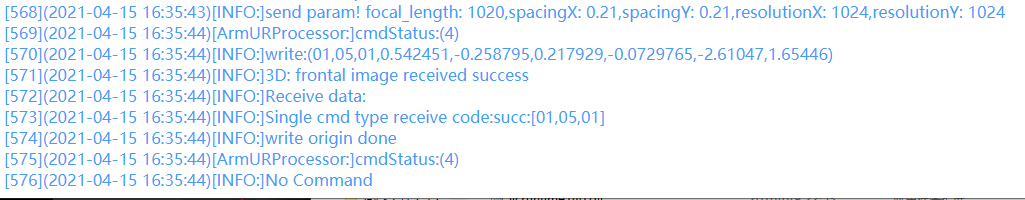 [568](2021-04-15 16:35:43)[INFO:]send param! focal_length: 1020,spacingX: 0.21,spacingY: 0.21,resolutionX: 1024,resolutionY: 1024
[569](2021-04-15 16:35:44)[ArmURProcessor:]cmdStatus:(4)
[570](2021-04-15 16:35:44)[INFO:]write:(01,05,01,0.542451,-0.258795,0.217929,-0.0729765,-2.61047,1.65446)
[571](2021-04-15 16:35:44)[INFO:]3D: frontal image received success
[572](2021-04-15 16:35:44)[INFO:]Receive data:
[573](2021-04-15 16:35:44)[INFO:]Single cmd type receive code:succ:[01,05,01]
[574](2021-04-15 16:35:44)[INFO:]write origin done
[575](2021-04-15 16:35:44)[ArmURProcessor:]cmdStatus:(4)
[576](2021-04-15 16:35:44)[INFO:]No Command